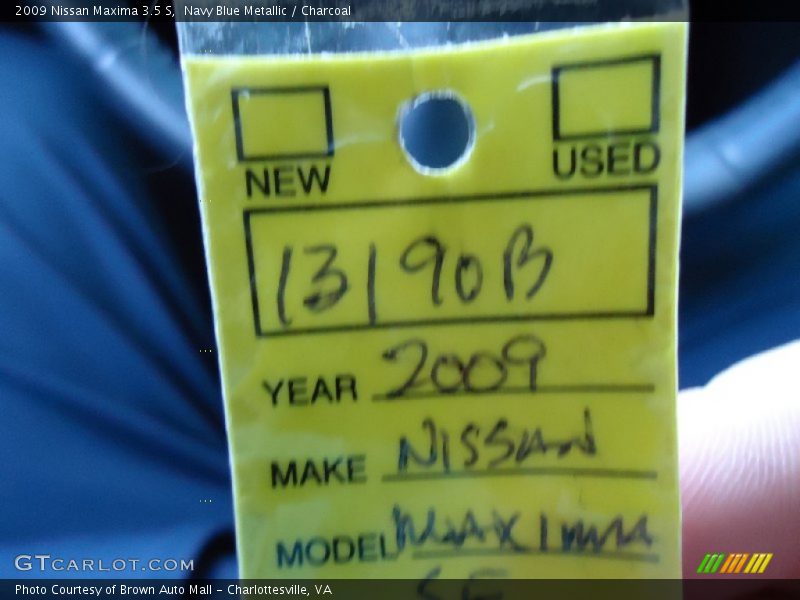 2009 Nissan Maxima 3.5 S, Navy Blue Metallic / Charcoal
NEW USED
13190B
YEAR 2009
MAKE NISSAN
MODEL MAXIMA
GTCARLOT.COM
Photo Courtesy of Brown Auto Mall - Charlottesville, VA